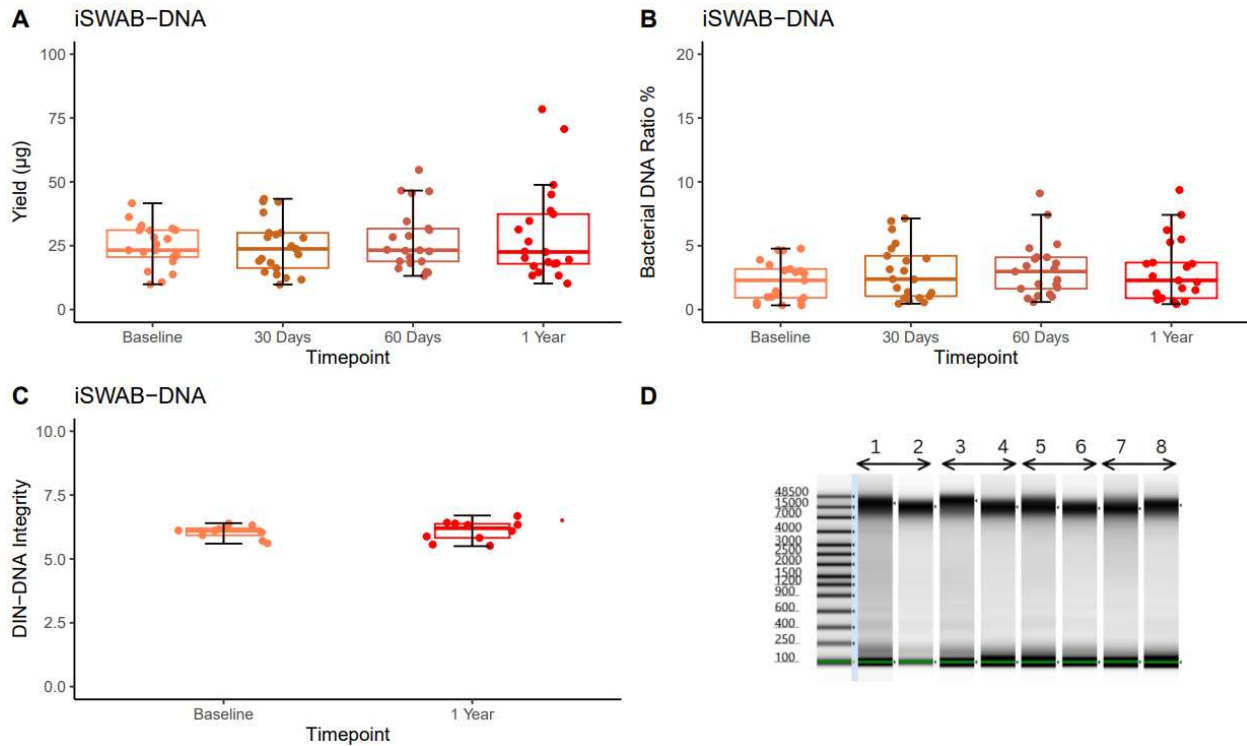 A iSWAB−DNA
100
75
50
25
0
Yield (µg)
Baseline 30 Days 60 Days 1 Year
Timepoint
B iSWAB−DNA
20
15
10
5
0
Bacterial DNA Ratio %
Baseline 30 Days 60 Days 1 Year
Timepoint
C iSWAB−DNA
10.0
7.5
5.0
2.5
0.0
DIN−DNA Integrity
Baseline 1 Year
Timepoint
D
1 2 3 4 5 6 7 8
48500
15000
7000
4000
3000
2500
2000
1500
1200
900
600
400
250
100